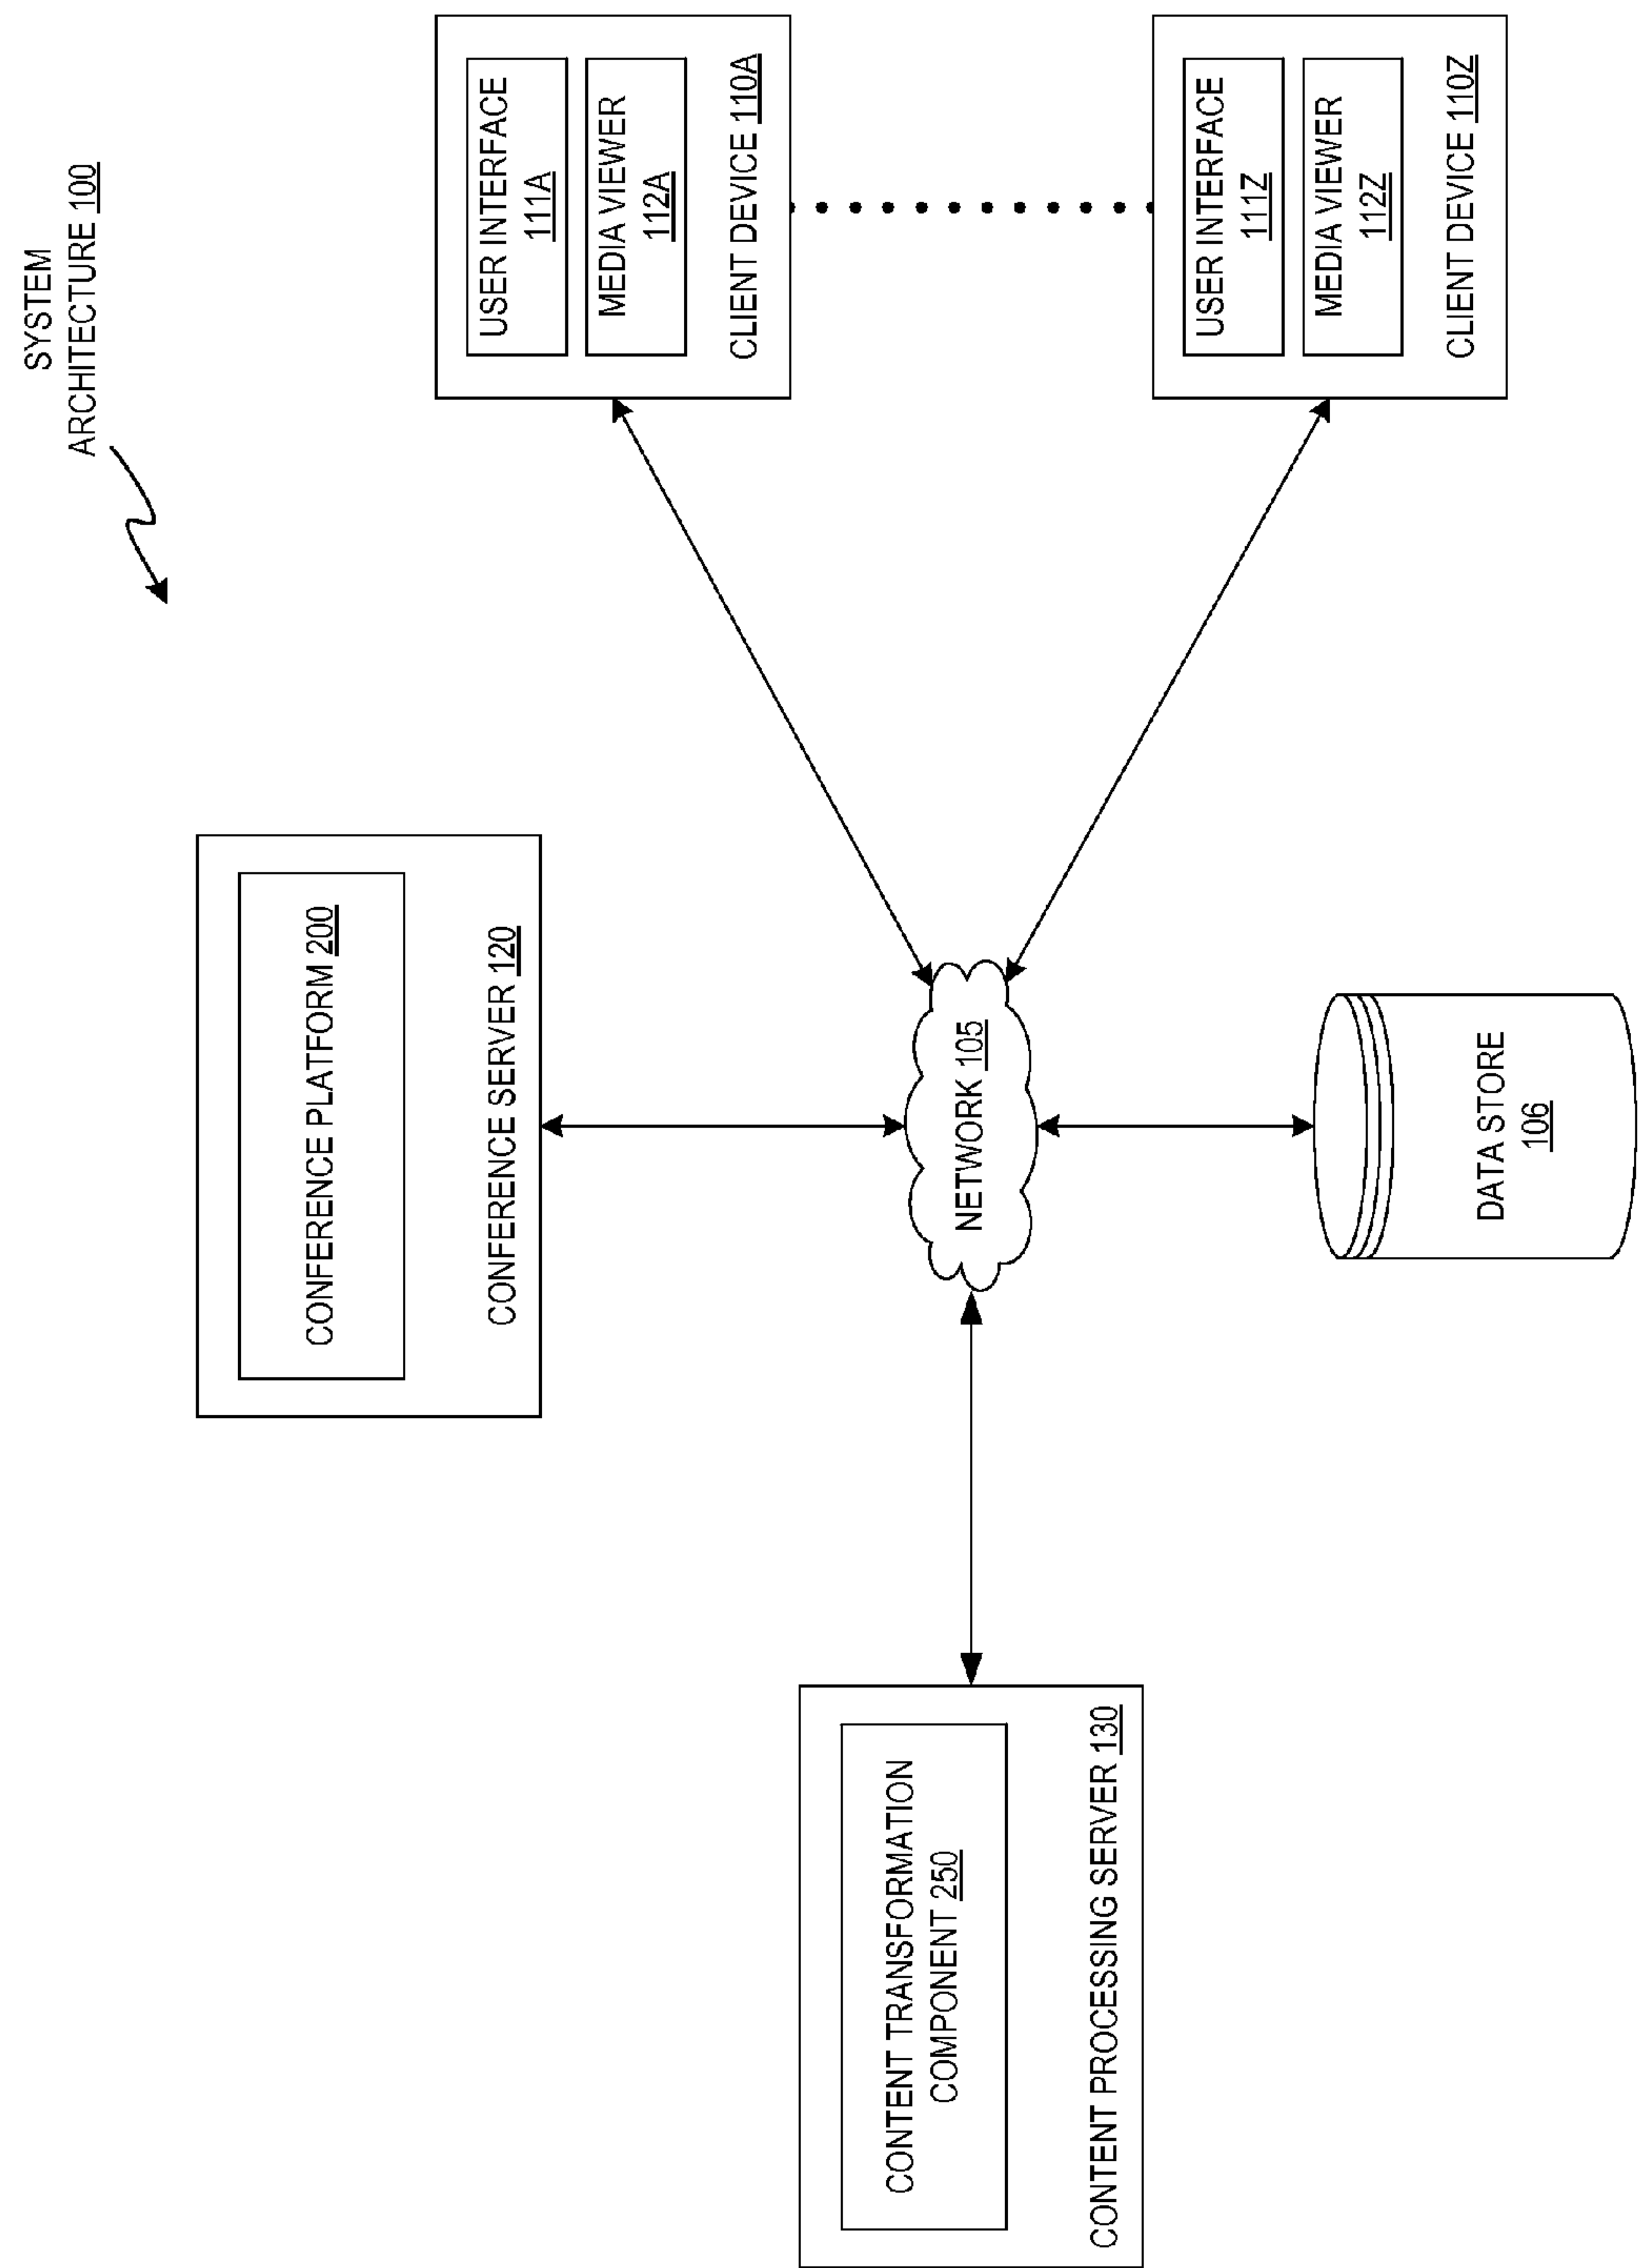 SYSTEM
ARCHITECTURE 100
CONFERENCE PLATFORM 200
CONFERENCE SERVER 120
USER INTERFACE
111A
MEDIA VIEWER
112A
CLIENT DEVICE 110A
CONTENT TRANSFORMATION
COMPONENT 250
CONTENT PROCESSING SERVER 130
NETWORK 105
USER INTERFACE
111Z
MEDIA VIEWER
112Z
CLIENT DEVICE 110Z
DATA STORE
106